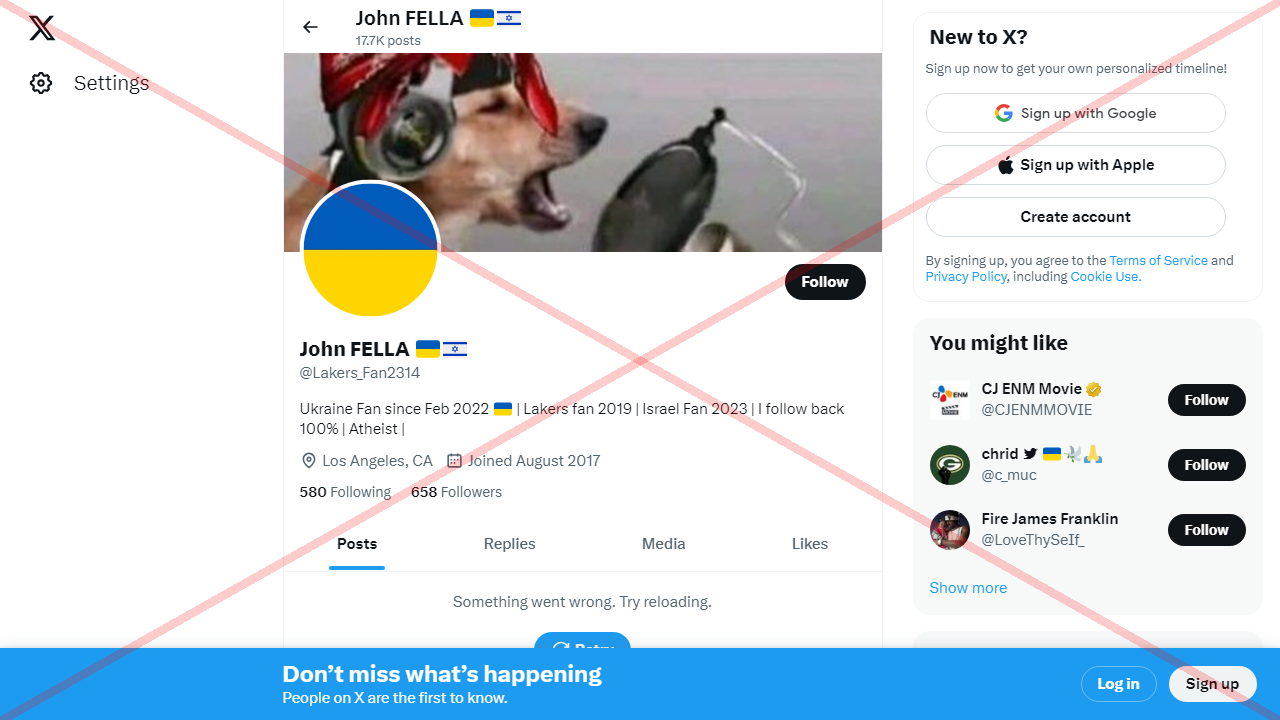 Settings
John FELLA 🇺🇦🇮🇱
17.7K posts
Follow
John FELLA 🇺🇦🇮🇱
@Lakers_Fan2314
Ukraine Fan since Feb 2022 🇺🇦 | Lakers fan 2019 | Israel Fan 2023 | I follow back
100% | Atheist |
Los Angeles, CA Joined August 2017
580 Following 658 Followers
Posts Replies Media Likes
Something went wrong. Try reloading.
Retry
New to X?
Sign up now to get your own personalized timeline!
Sign up with Google
Sign up with Apple
Create account
By signing up, you agree to the Terms of Service and
Privacy Policy, including Cookie Use.
You might like
CJ ENM Movie
@CJENMMOVIE
Follow
chrid 🇺🇦🕊️🙏
@c_muc
Follow
Fire James Franklin
@LoveThySeIf_
Follow
Show more
Don’t miss what’s happening
People on X are the first to know.
Log in Sign up